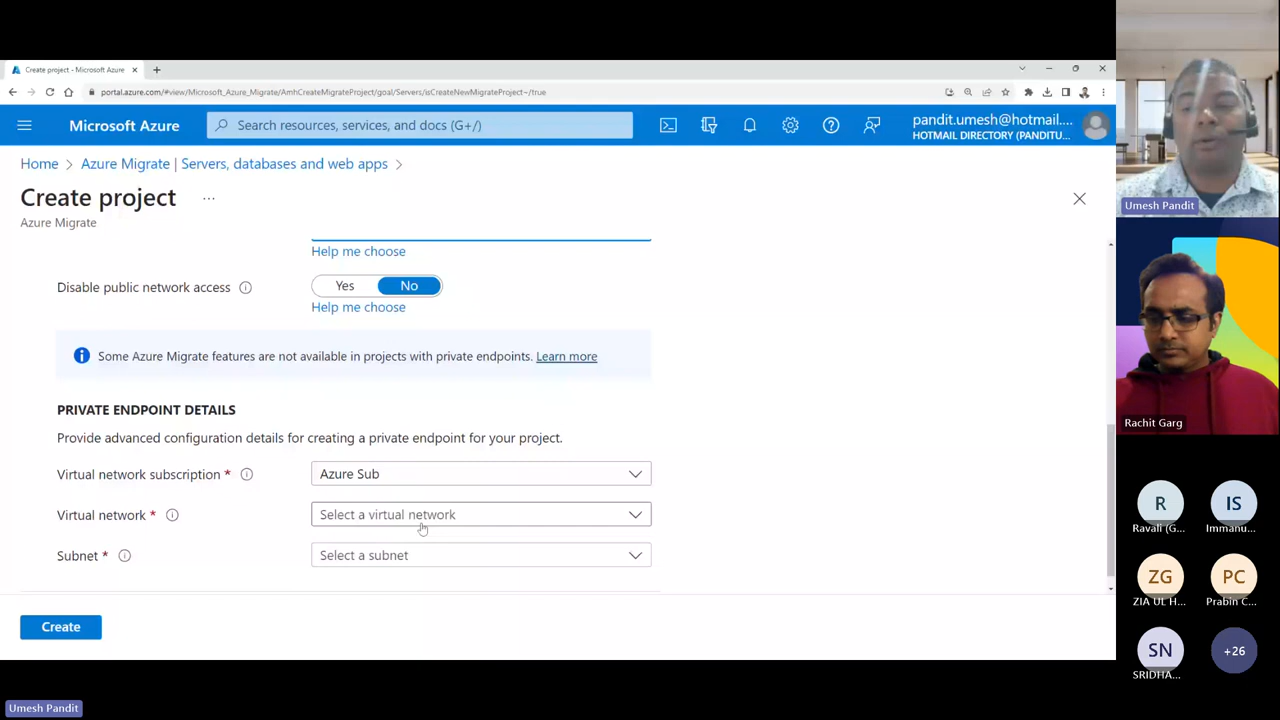 Create project - Microsoft Azure
portal.azure.com/#view/Microsoft_Azure_Migrate/AmhCreateMigrateProject/goal/Servers/isCreateNewMigrateProject~/true
Microsoft Azure
Search resources, services, and docs (G+/)
pandit.umesh@hotmail....
HOTMAIL DIRECTORY (PANDITU...
Home > Azure Migrate | Servers, databases and web apps >
Create project ...
Azure Migrate
Help me choose
Disable public network access
Yes No
Help me choose
Some Azure Migrate features are not available in projects with private endpoints. Learn more
PRIVATE ENDPOINT DETAILS
Provide advanced configuration details for creating a private endpoint for your project.
Virtual network subscription * Azure Sub
Virtual network * Select a virtual network
Subnet * Select a subnet
Create
Umesh Pandit
Rachit Garg
R IS
Ravali (G... Immanu...
ZG PC
ZIA UL H... Prabin C...
SN +26
SRIDHA...
Umesh Pandit